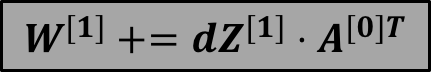 W[1] += dZ[1] · A[0]T